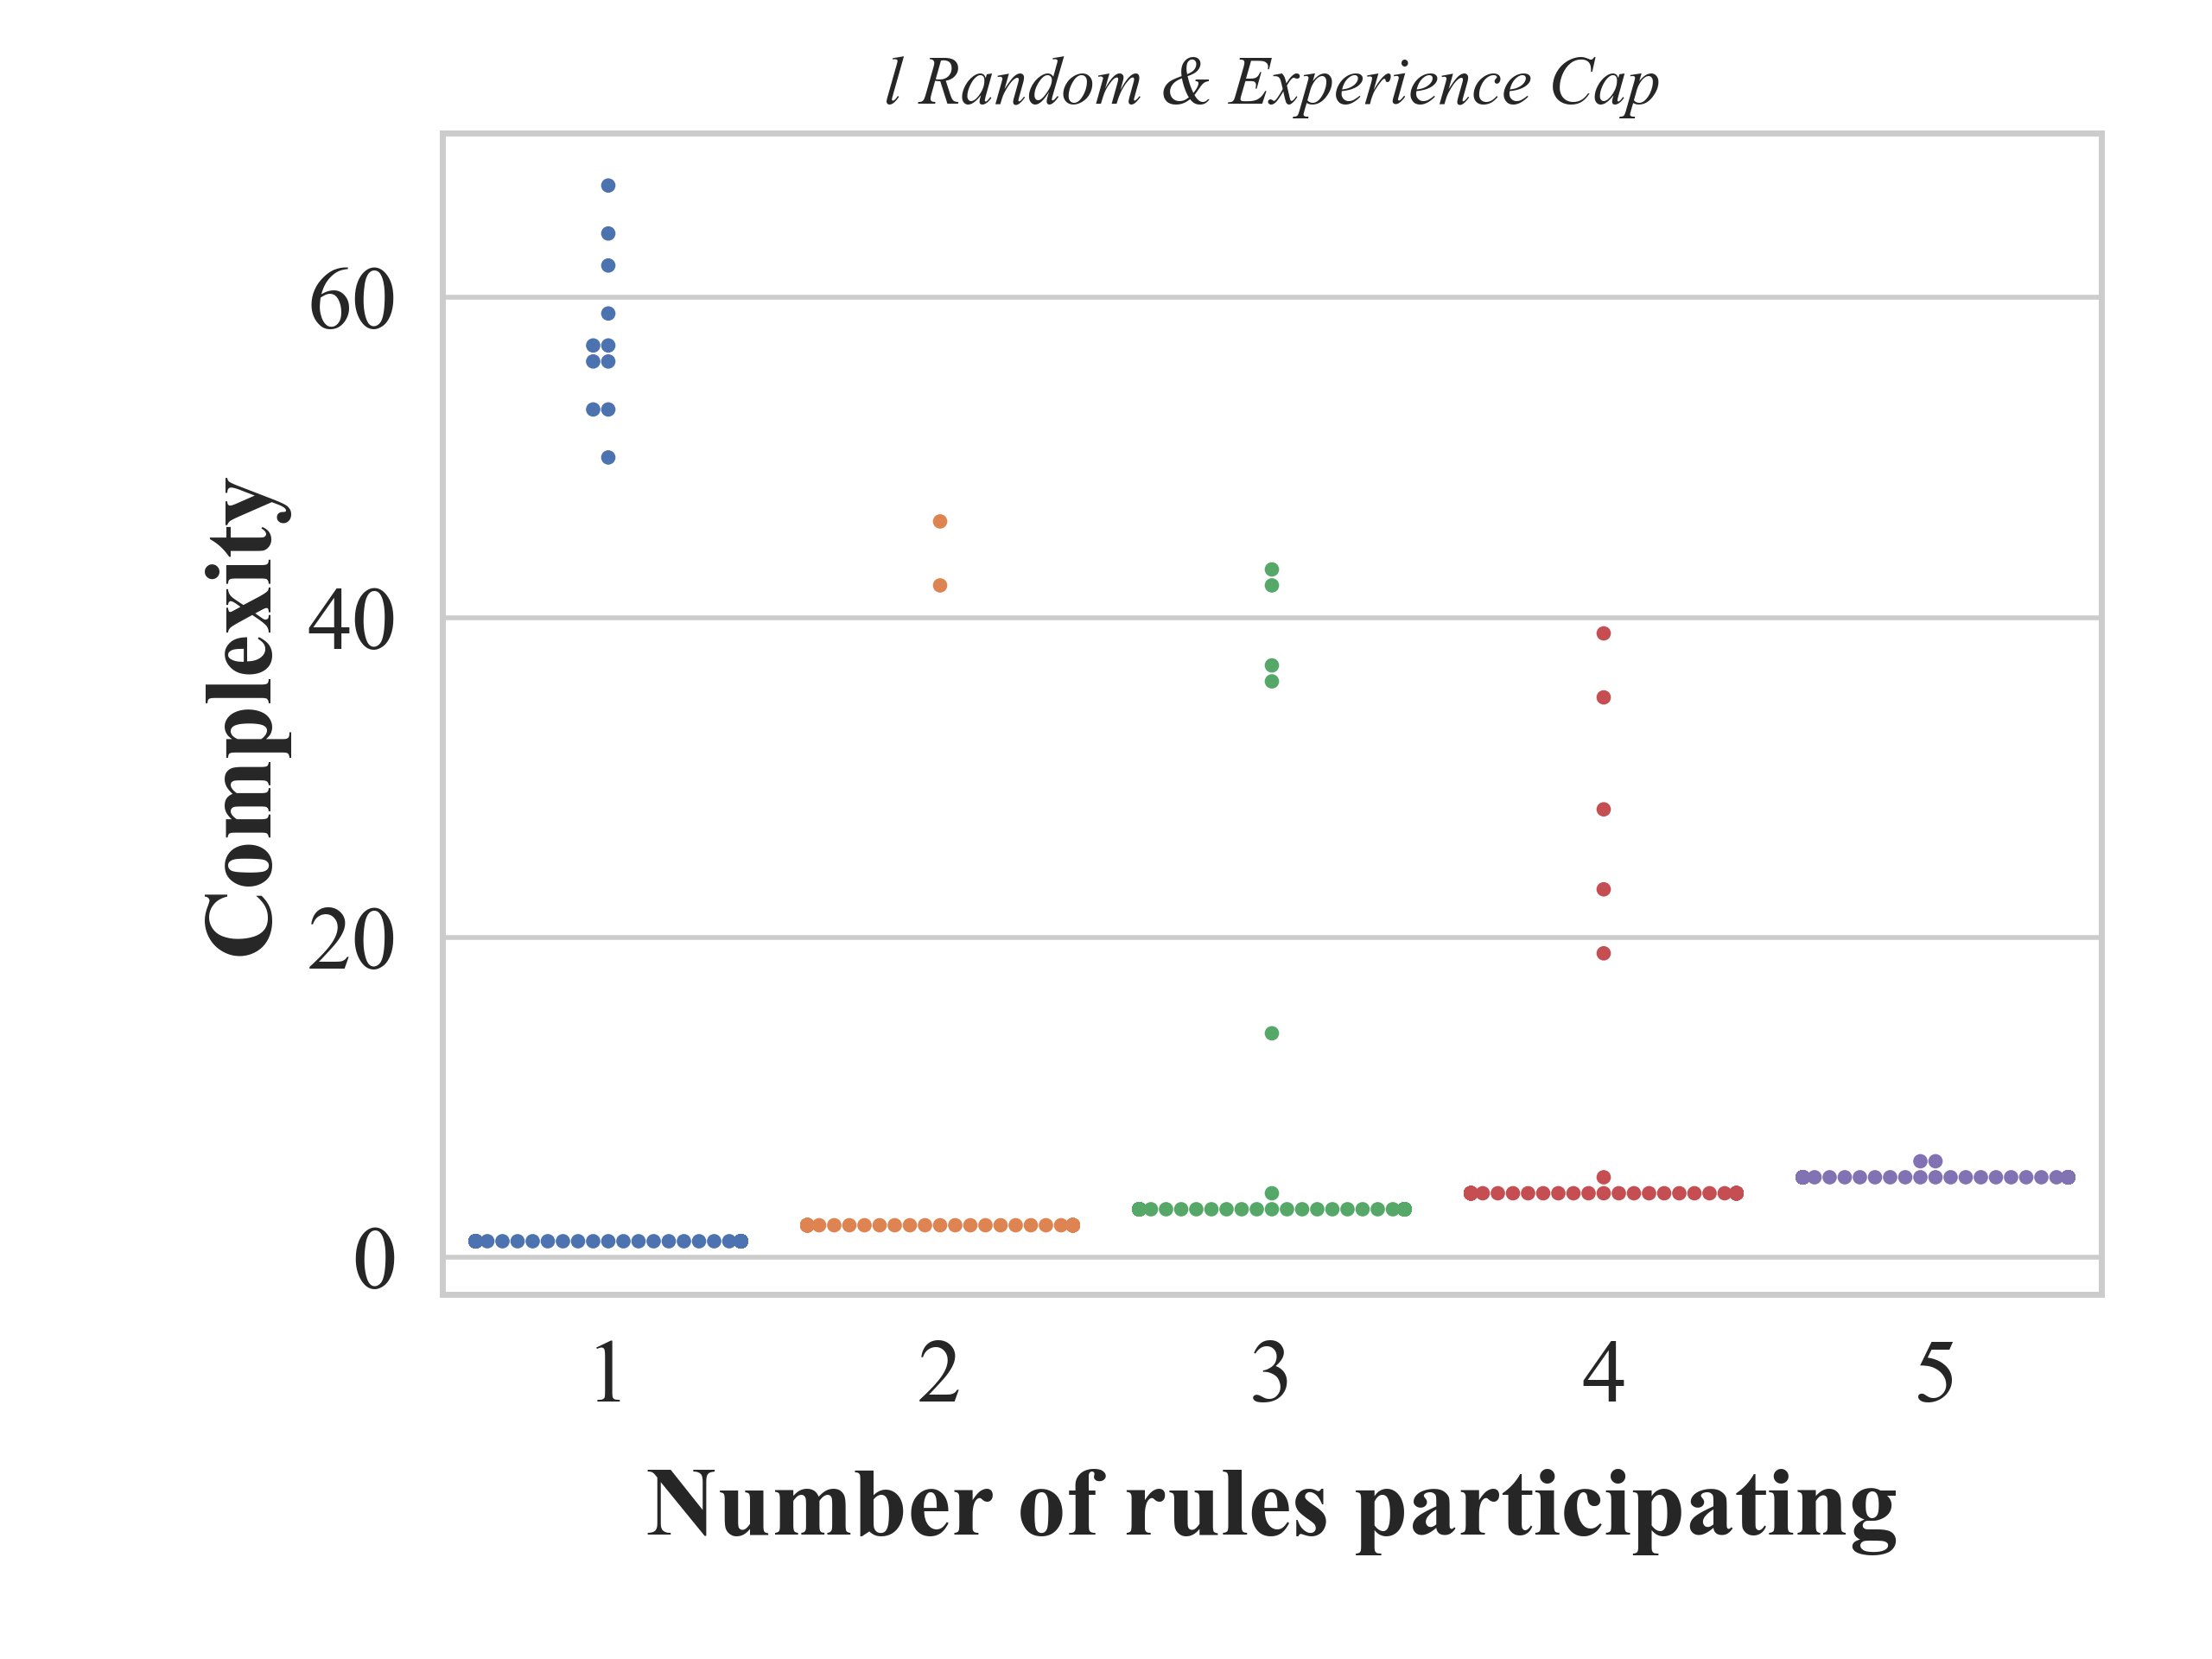 l Random & Experience Cap
60
40
20
0
Complexity
1 2 3 4 5
Number of rules participating